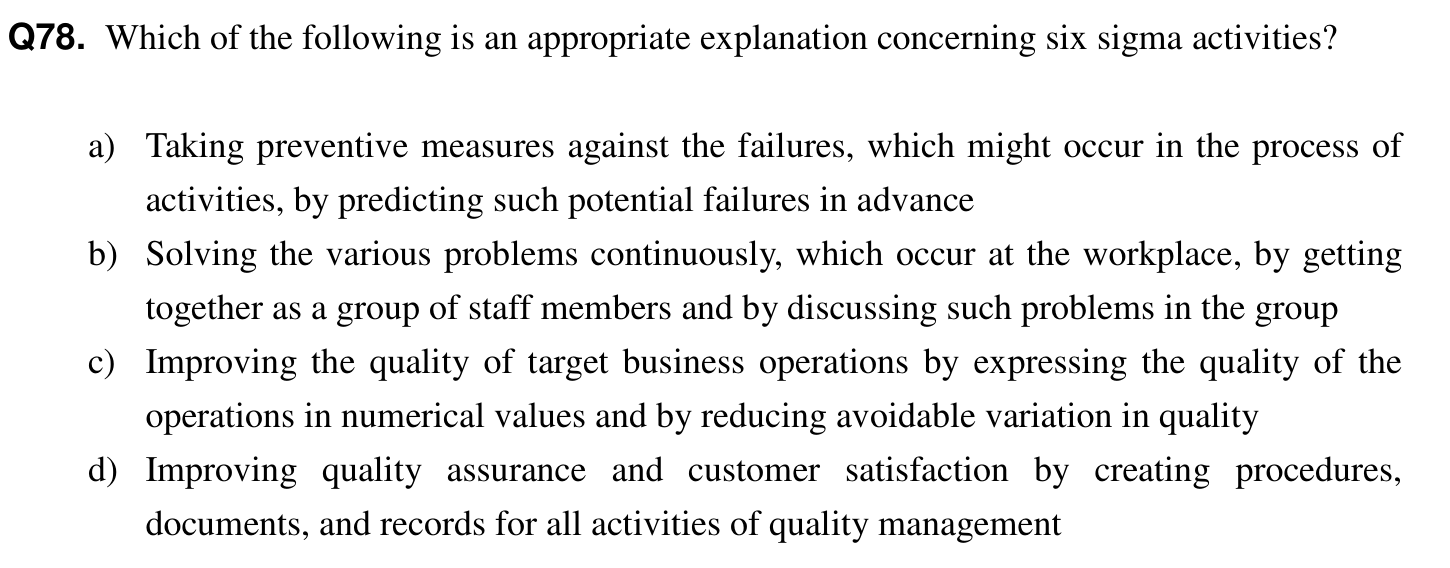 Q78. Which of the following is an appropriate explanation concerning six sigma activities?
a) Taking preventive measures against the failures, which might occur in the process of
activities, by predicting such potential failures in advance
b) Solving the various problems continuously, which occur at the workplace, by getting
together as a group of staff members and by discussing such problems in the group
c) Improving the quality of target business operations by expressing the quality of the
operations in numerical values and by reducing avoidable variation in quality
d) Improving quality assurance and customer satisfaction by creating procedures,
documents, and records for all activities of quality management